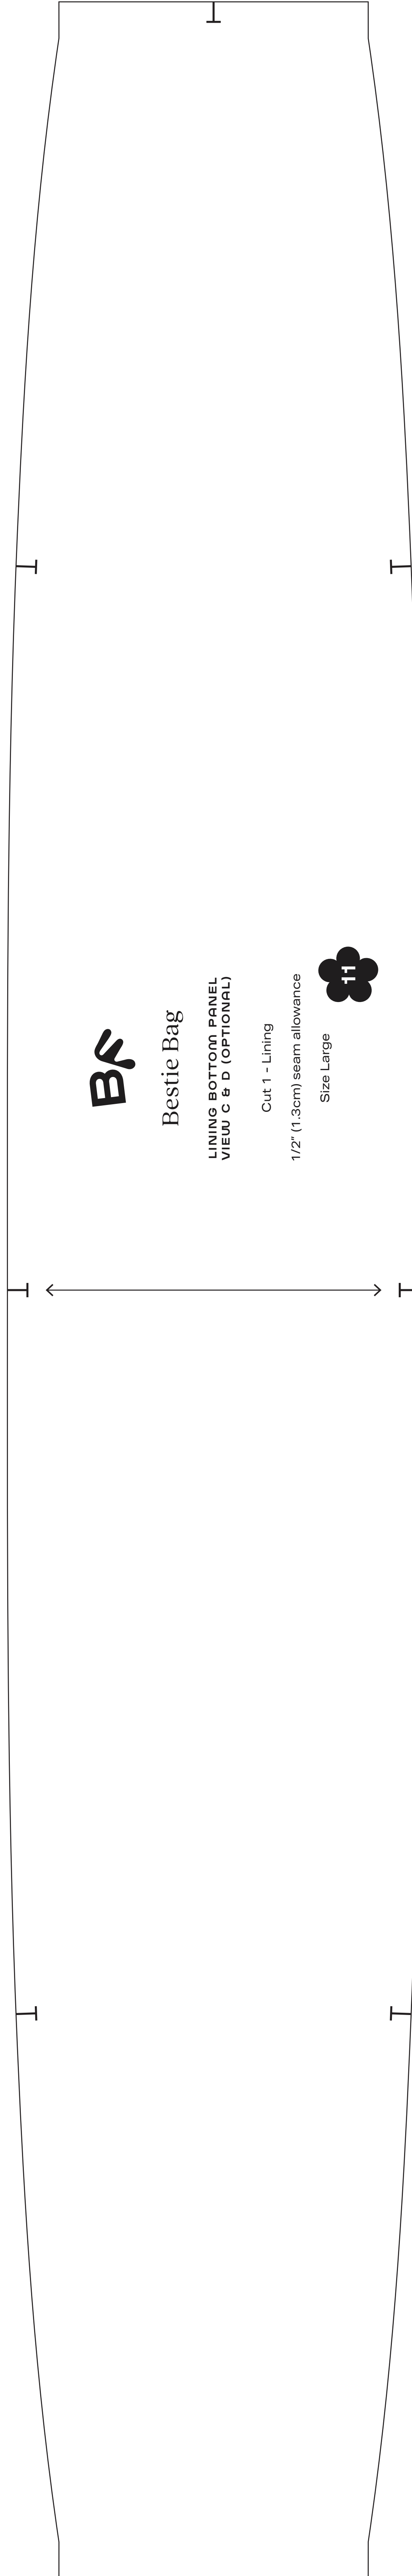 BF
Bestie Bag
LINING BOTTOM PANEL
VIEW C & D (OPTIONAL)
Cut 1 - Lining
1/2" (1.3cm) seam allowance
Size Large
11